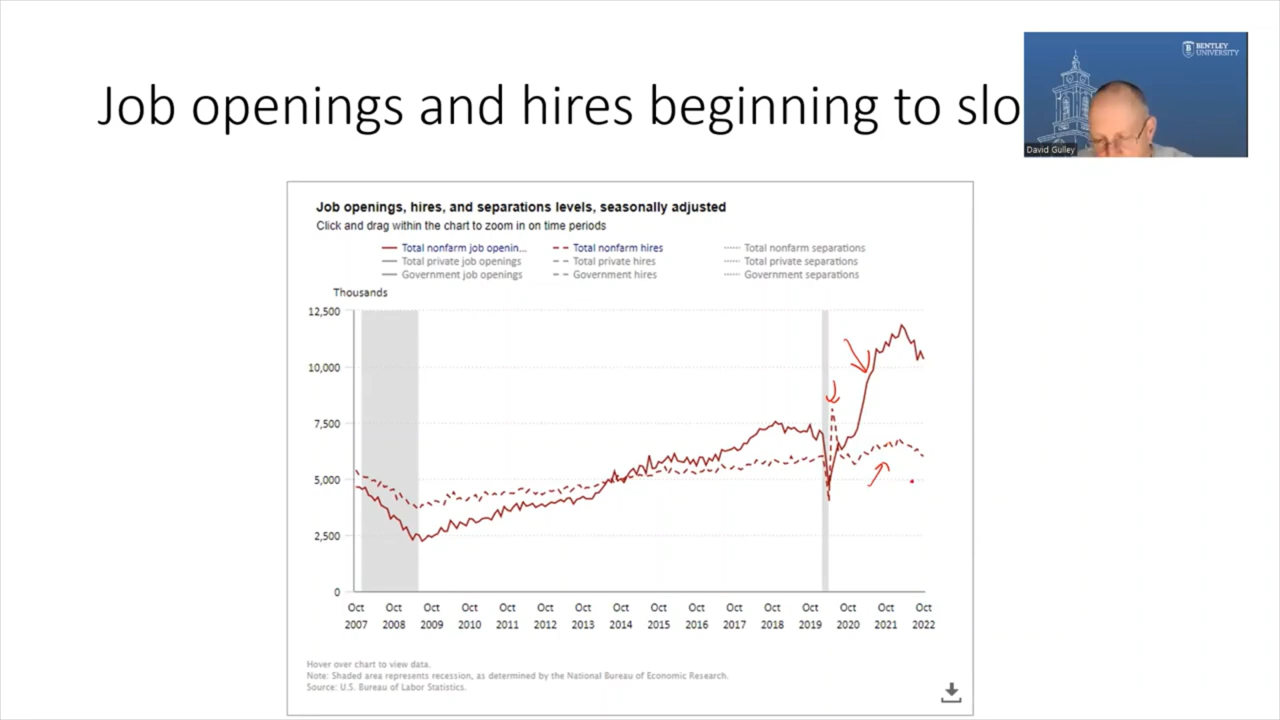 Job openings and hires beginning to slo
BENTLEY
UNIVERSITY
David Gulley
Job openings, hires, and separations levels, seasonally adjusted
Click and drag within the chart to zoom in on time periods
Total nonfarm job openin... Total nonfarm hires Total nonfarm separations
Total private job openings Total private hires Total private separations
Government job openings Government hires Government separations
Thousands
12,500
10,000
7,500
5,000
2,500
0
Oct Oct Oct Oct Oct Oct Oct Oct Oct Oct Oct Oct Oct Oct Oct Oct
2007 2008 2009 2010 2011 2012 2013 2014 2015 2016 2017 2018 2019 2020 2021 2022
Hover over chart to view data.
Note: Shaded area represents recession, as determined by the National Bureau of Economic Research.
Source: U.S. Bureau of Labor Statistics.